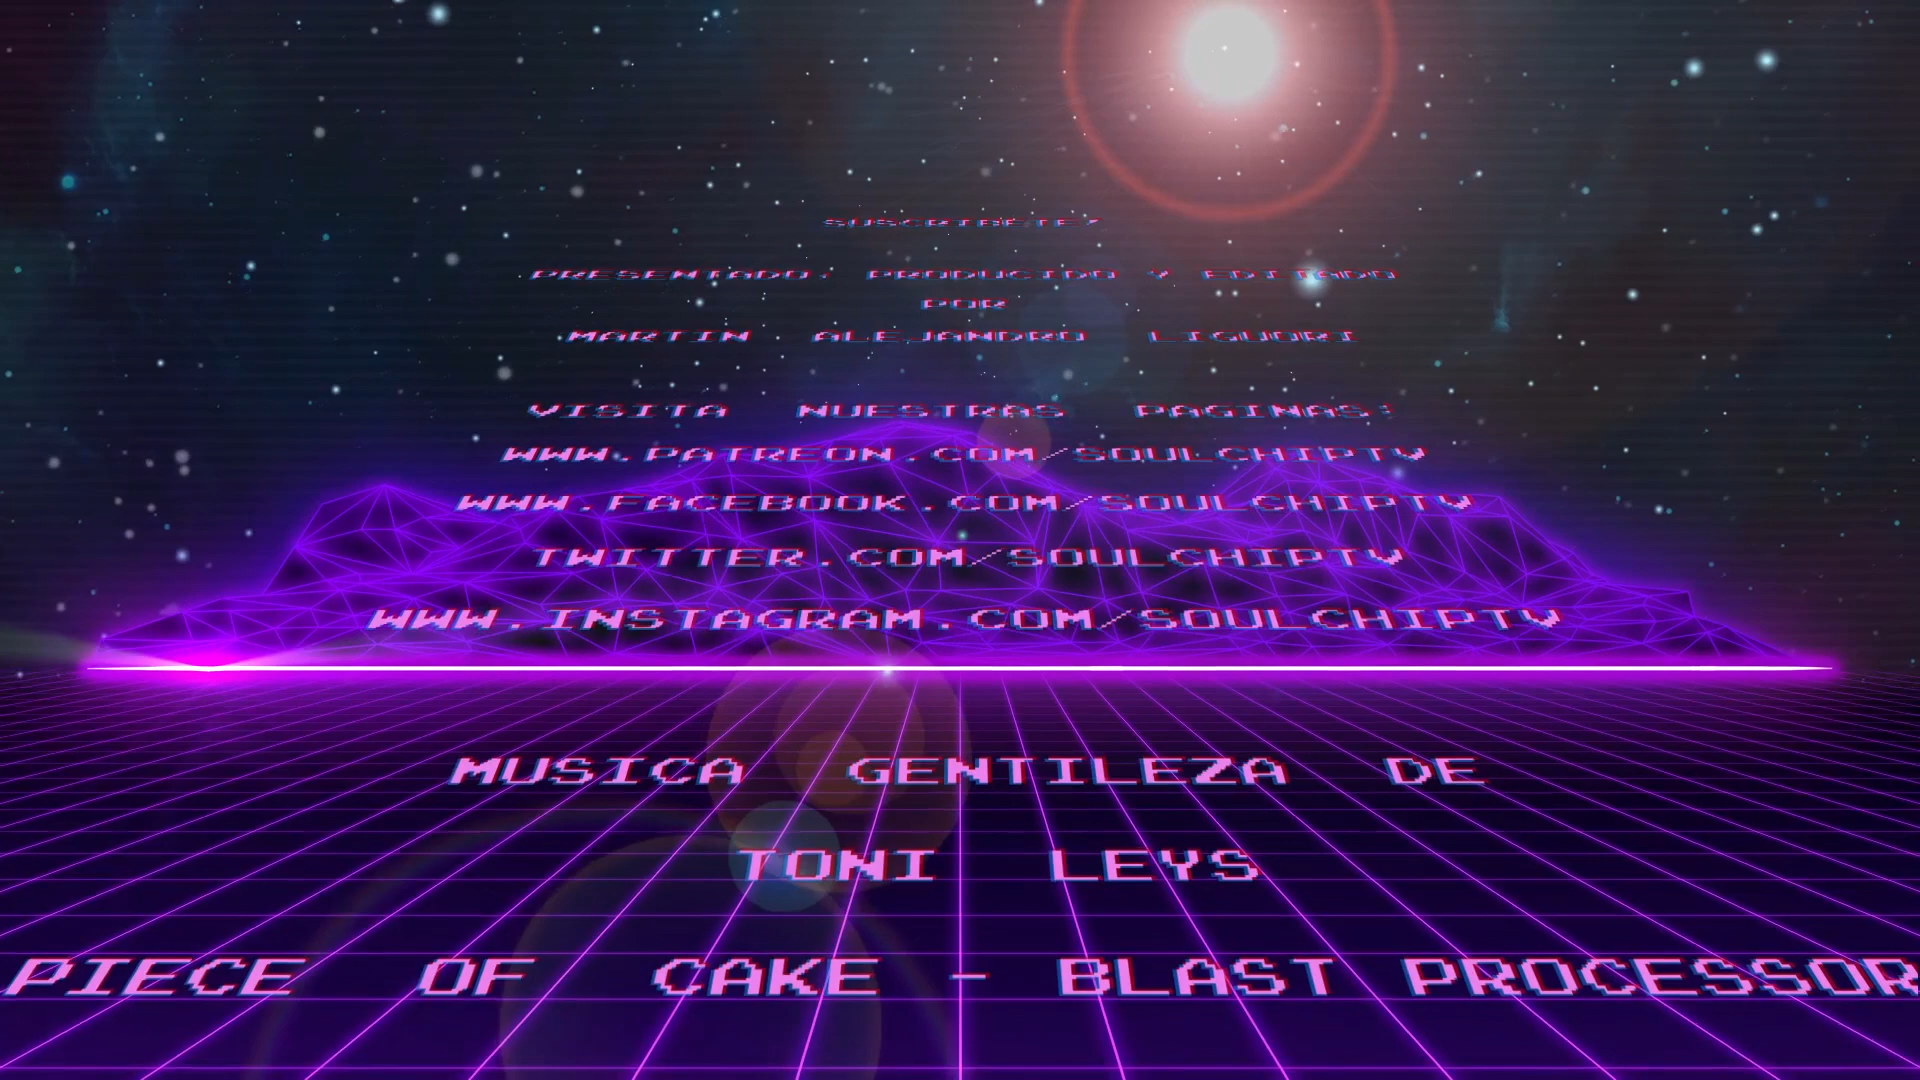 SUSCRIBETE!
PRESENTADO, PRODUCIDO Y EDITADO
POR
MARTIN ALEJANDRO LIGUORI
VISITA NUESTRAS PAGINAS:
WWW.PATREON.COM/SOULCHIPTV
WWW.FACEBOOK.COM/SOULCHIPTV
TWITTER.COM/SOULCHIPTV
WWW.INSTAGRAM.COM/SOULCHIPTV
MUSICA GENTILEZA DE
TONI LEYS
PIECE OF CAKE - BLAST PROCESSOR